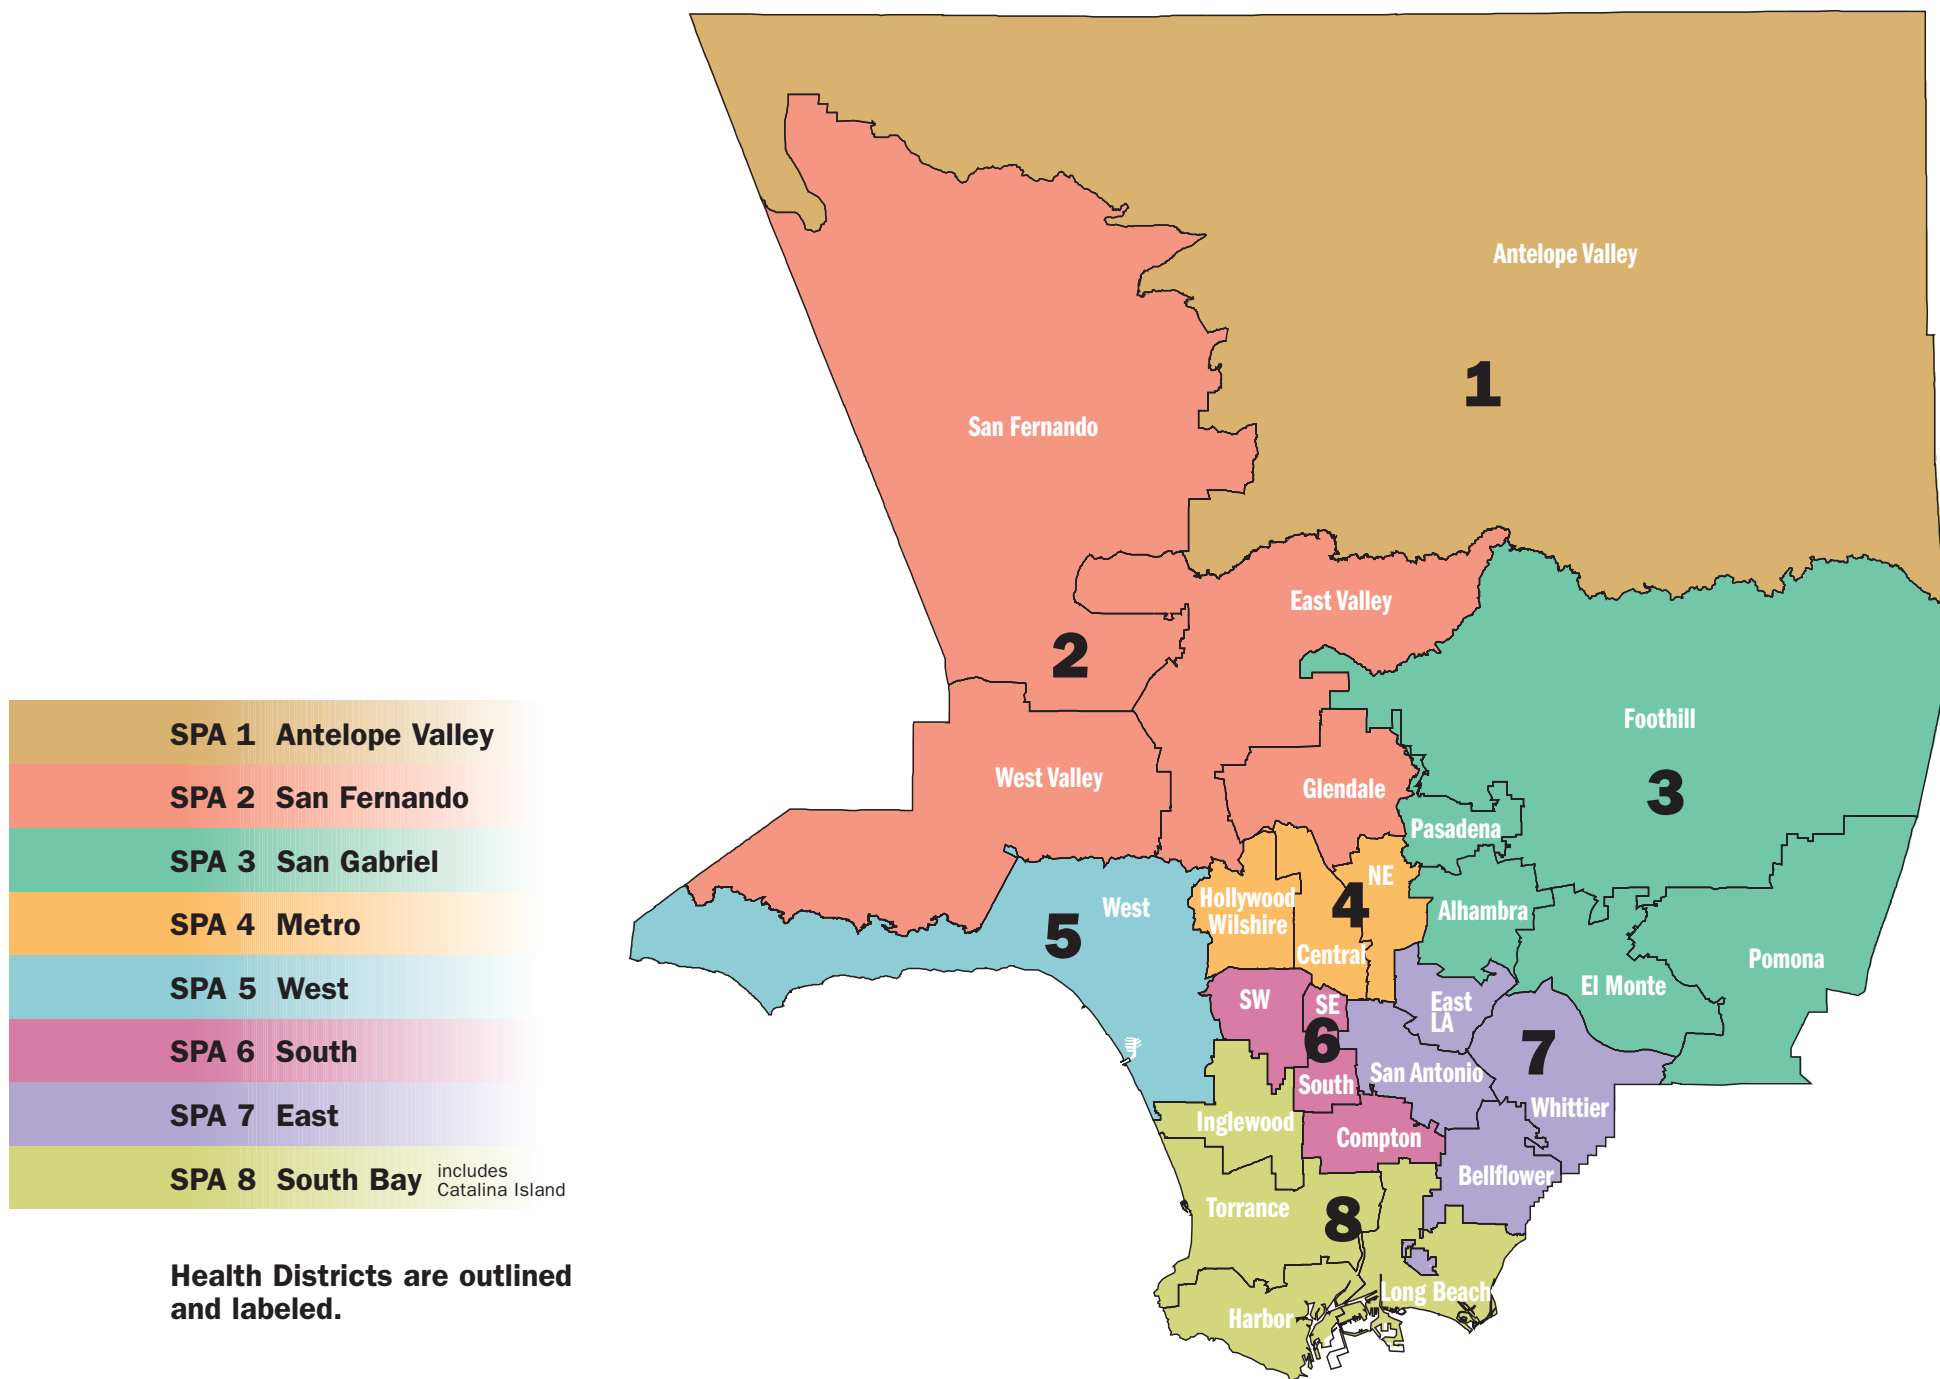 Antelope Valley
1
San Fernando
East Valley
2
Foothill
West Valley
Glendale
3
Pasadena
NE
Hollywood
Wilshire
4
West
5
Alhambra
Central
Pomona
El Monte
SW
SE
East
LA
6
7
San Antonio
South
Whittier
Inglewood
Compton
Bellflower
Torrance
8
Long Beach
Harbor
SPA 1 Antelope Valley
SPA 2 San Fernando
SPA 3 San Gabriel
SPA 4 Metro
SPA 5 West
SPA 6 South
SPA 7 East
SPA 8 South Bay includes
Catalina Island
Health Districts are outlined
and labeled.